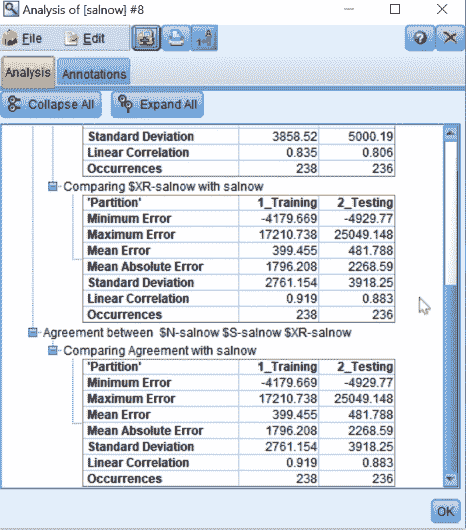 Analysis of [salnow] #8
File Edit
Analysis Annotations
Collapse All Expand All
Standard Deviation 3858.52 5000.19
Linear Correlation 0.835 0.806
Occurrences 238 236
Comparing $XR-salnow with salnow
'Partition' 1_Training 2_Testing
Minimum Error -4179.669 -4929.77
Maximum Error 17210.738 25049.148
Mean Error 399.455 481.788
Mean Absolute Error 1796.208 2268.59
Standard Deviation 2761.154 3918.25
Linear Correlation 0.919 0.883
Occurrences 238 236
Agreement between $N-salnow $S-salnow $XR-salnow
Comparing Agreement with salnow
'Partition' 1_Training 2_Testing
Minimum Error -4179.669 -4929.77
Maximum Error 17210.738 25049.148
Mean Error 399.455 481.788
Mean Absolute Error 1796.208 2268.59
Standard Deviation 2761.154 3918.25
Linear Correlation 0.919 0.883
Occurrences 238 236
OK